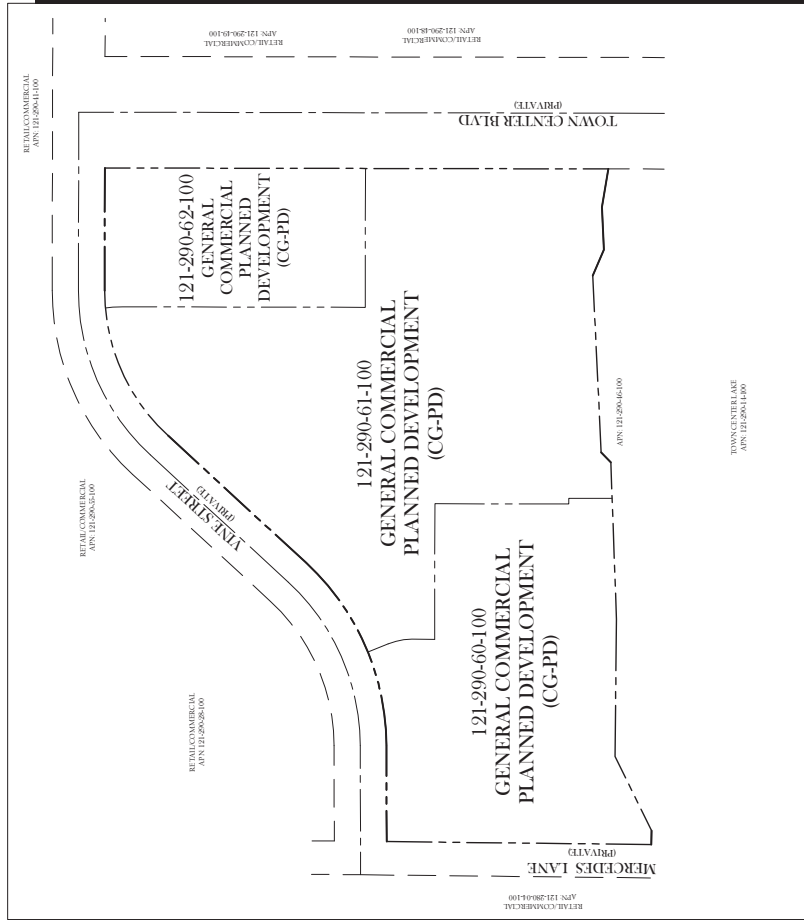 APN: 121-290-49-100
RETAIL/COMMERCIAL
APN: 121-290-48-100
RETAIL/COMMERCIAL
RETAIL/COMMERCIAL
APN: 121-290-41-100
TOWN CENTER BLVD
(PRIVATE)
121-290-62-100
GENERAL
COMMERCIAL
PLANNED
DEVELOPMENT
(CG-PD)
121-290-61-100
GENERAL COMMERCIAL
PLANNED DEVELOPMENT
(CG-PD)
APN: 121-290-46-100
TOWN CENTER LAKE
APN: 121-290-14-100
RETAIL/COMMERCIAL
APN: 121-290-55-100
VINE STREET
(PRIVATE)
121-290-60-100
GENERAL COMMERCIAL
PLANNED DEVELOPMENT
(CG-PD)
RETAIL/COMMERCIAL
APN: 121-290-28-100
MERCEDES LANE
(PRIVATE)
RETAIL/COMMERCIAL
APN: 121-280-04-100